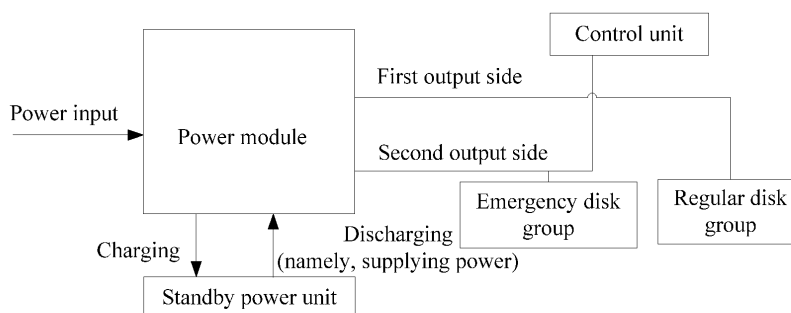 Control unit
First output side
Power input
Power module
Second output side
Emergency disk
group
Regular disk
group
Charging
Discharging
(namely, supplying power)
Standby power unit